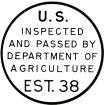 U.S.
INSPECTED
AND PASSED BY
DEPARTMENT OF
AGRICULTURE
EST. 38